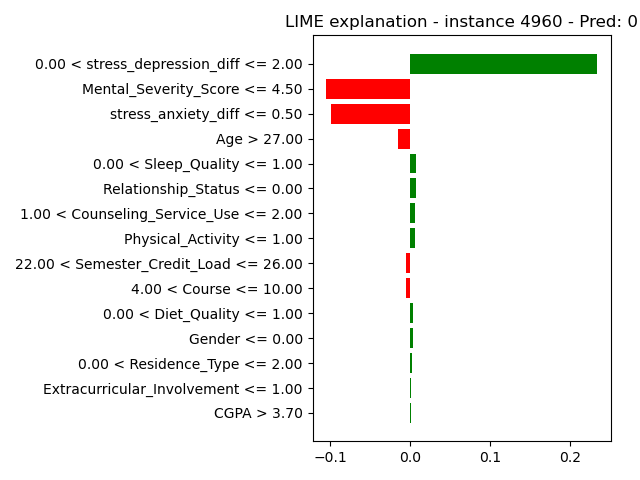 LIME explanation - instance 4960 - Pred: 0
0.00 < stress_depression_diff <= 2.00
Mental_Severity_Score <= 4.50
stress_anxiety_diff <= 0.50
Age > 27.00
0.00 < Sleep_Quality <= 1.00
Relationship_Status <= 0.00
1.00 < Counseling_Service_Use <= 2.00
Physical_Activity <= 1.00
22.00 < Semester_Credit_Load <= 26.00
4.00 < Course <= 10.00
0.00 < Diet_Quality <= 1.00
Gender <= 0.00
0.00 < Residence_Type <= 2.00
Extracurricular_Involvement <= 1.00
CGPA > 3.70
−0.1 0.0 0.1 0.2